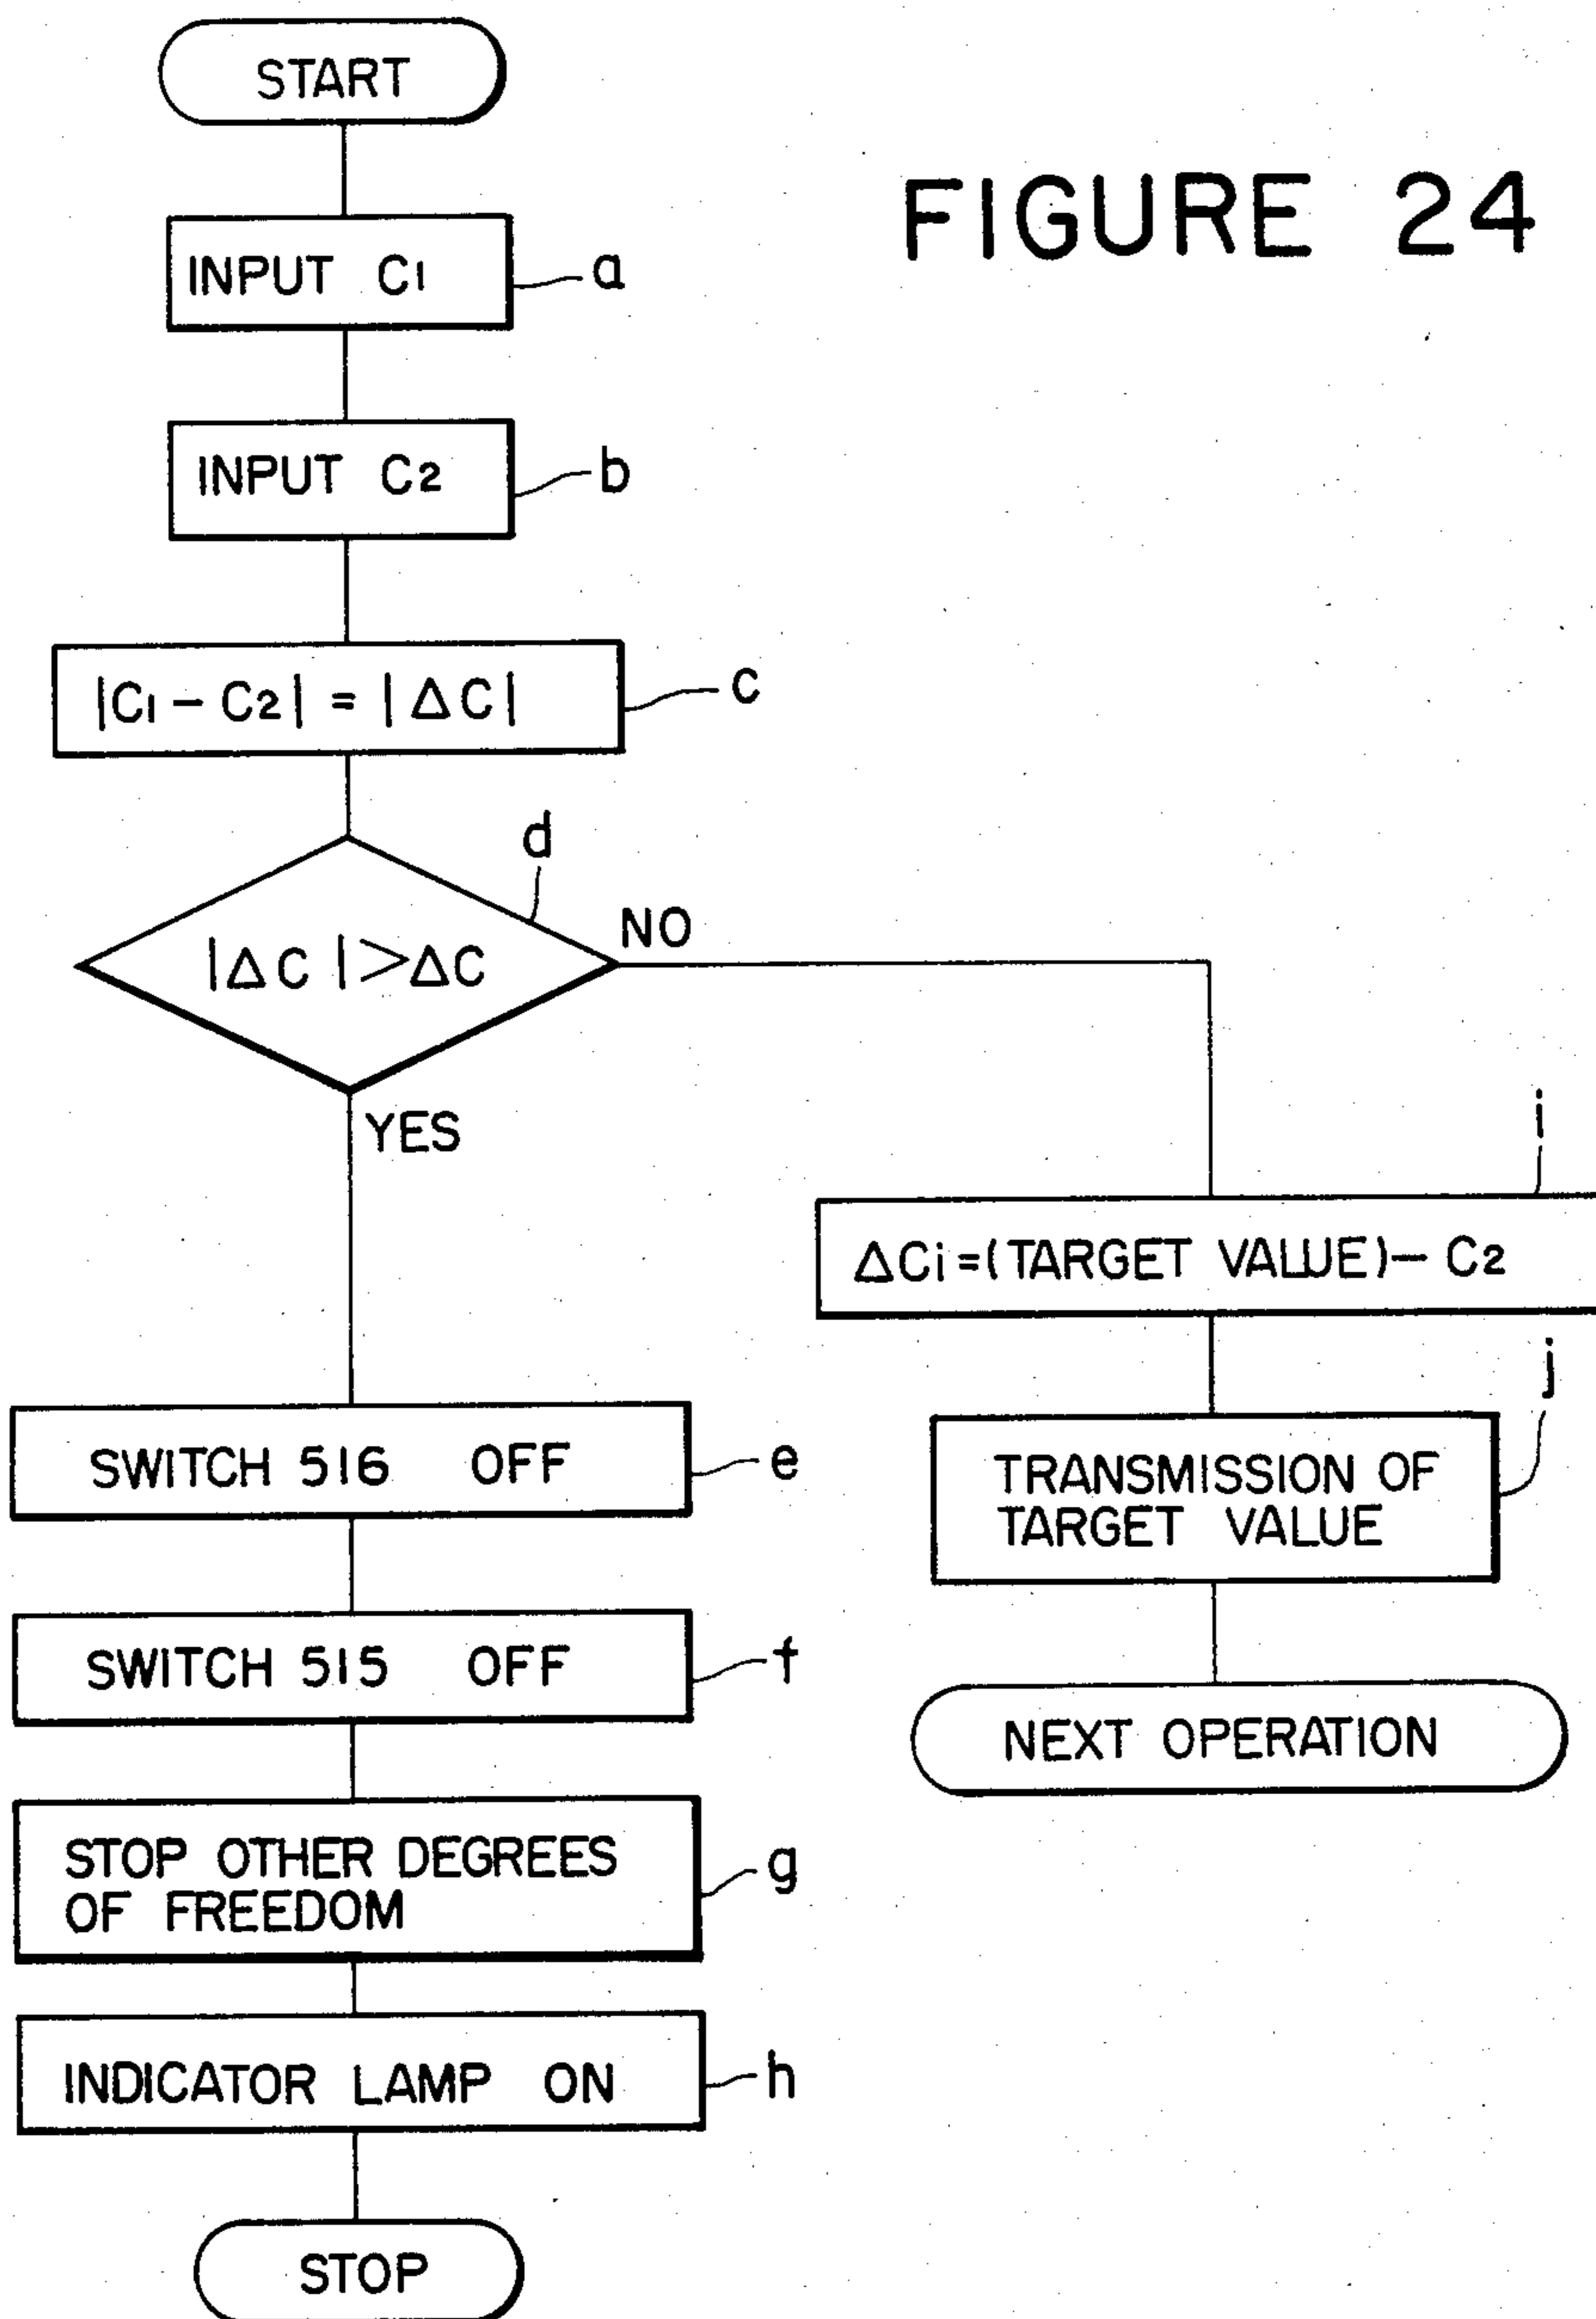 START
FIGURE 24
INPUT C1
a
INPUT C2
b
|C1 - C2| = |ΔC|
c
d
|ΔC|>ΔC
NO
YES
i
ΔCi=(TARGET VALUE)- C2
j
TRANSMISSION OF
TARGET VALUE
NEXT OPERATION
SWITCH 516 OFF
e
SWITCH 515 OFF
f
STOP OTHER DEGREES
OF FREEDOM
g
INDICATOR LAMP ON
h
STOP